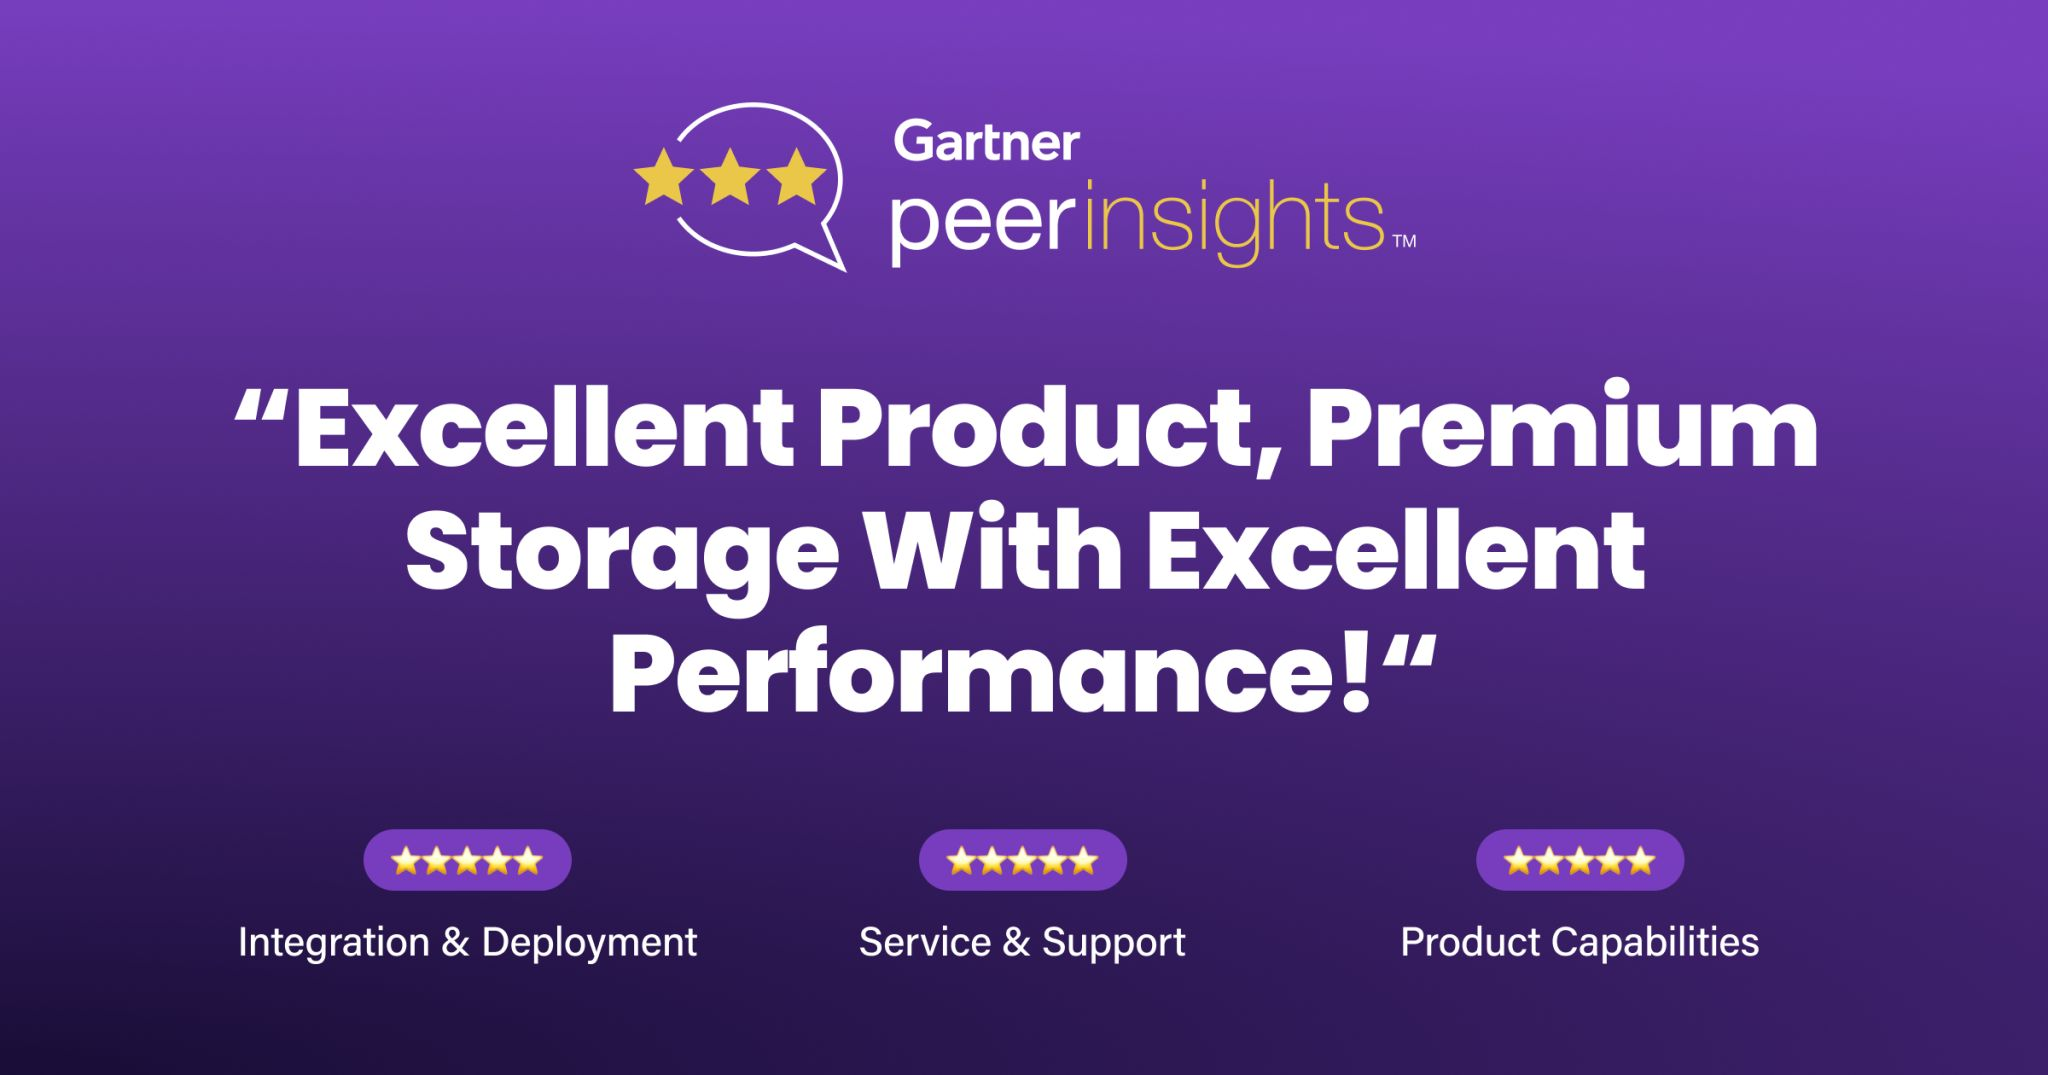 Gartner
peerinsights™
“Excellent Product, Premium
Storage With Excellent
Performance!“
Integration & Deployment
Service & Support
Product Capabilities